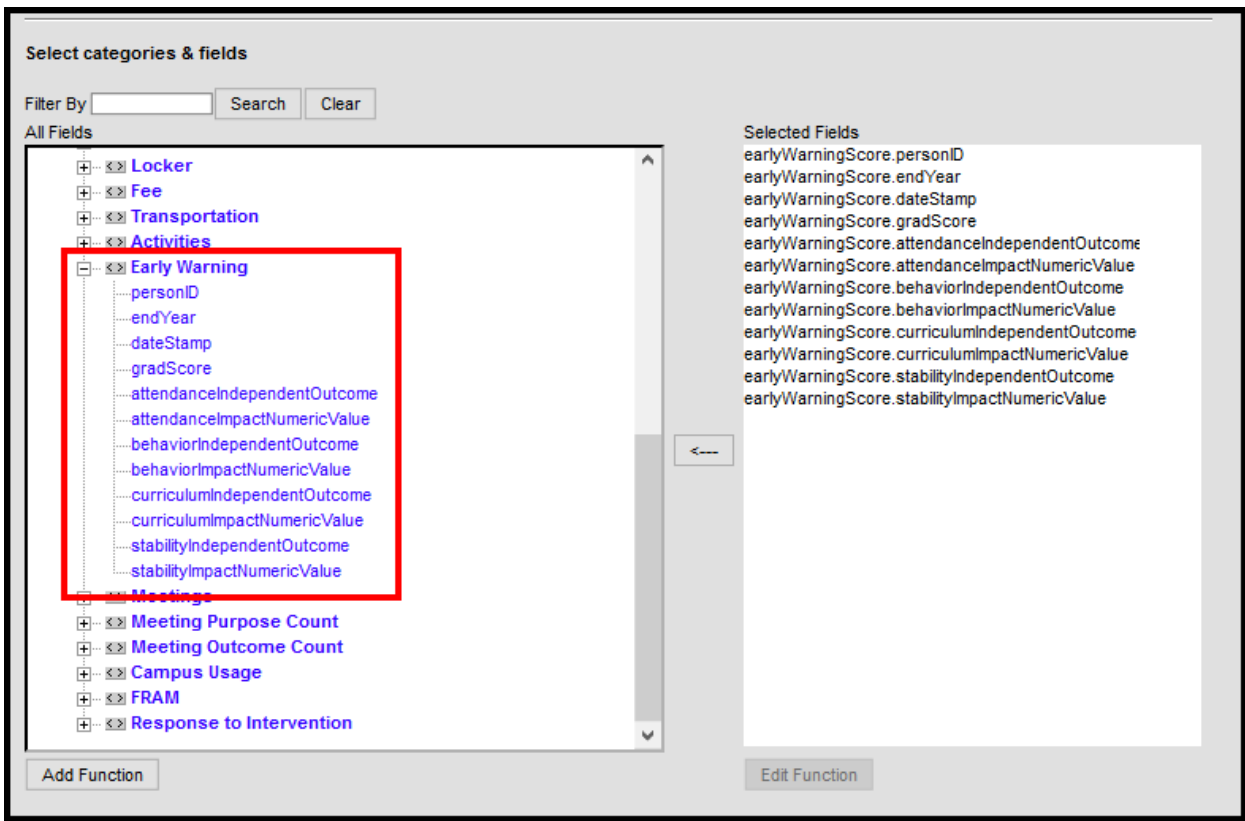 Select categories & fields
Filter By
Search
Clear
All Fields
Locker
Fee
Transportation
Activities
Early Warning
personID
endYear
dateStamp
gradScore
attendanceIndependentOutcome
attendanceImpactNumericValue
behaviorIndependentOutcome
behaviorImpactNumericValue
curriculumIndependentOutcome
curriculumImpactNumericValue
stabilityIndependentOutcome
stabilityImpactNumericValue
Meetings
Meeting Purpose Count
Meeting Outcome Count
Campus Usage
FRAM
Response to Intervention
Add Function
<---
Selected Fields
earlyWarningScore.personID
earlyWarningScore.endYear
earlyWarningScore.dateStamp
earlyWarningScore.gradScore
earlyWarningScore.attendanceIndependentOutcome
earlyWarningScore.attendanceImpactNumericValue
earlyWarningScore.behaviorIndependentOutcome
earlyWarningScore.behaviorImpactNumericValue
earlyWarningScore.curriculumIndependentOutcome
earlyWarningScore.curriculumImpactNumericValue
earlyWarningScore.stabilityIndependentOutcome
earlyWarningScore.stabilityImpactNumericValue
Edit Function